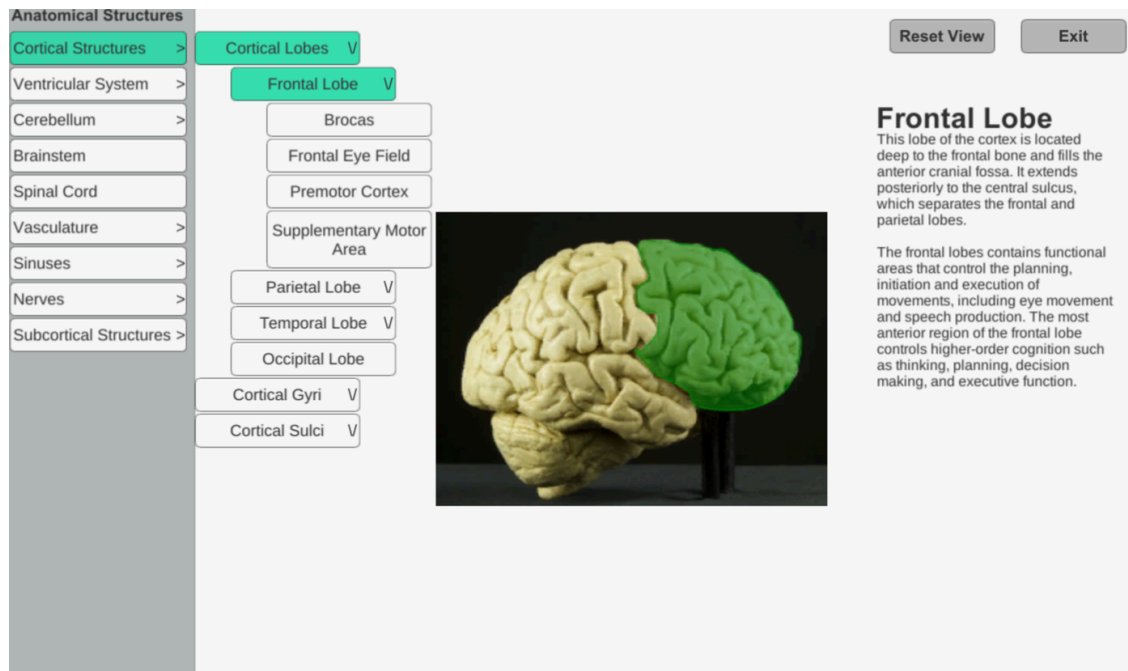 Anatomical Structures
Cortical Structures >
Ventricular System >
Cerebellum >
Brainstem
Spinal Cord
Vasculature >
Sinuses >
Nerves >
Subcortical Structures >
Cortical Lobes V
Frontal Lobe V
Brocas
Frontal Eye Field
Premotor Cortex
Supplementary Motor
Area
Parietal Lobe V
Temporal Lobe V
Occipital Lobe
Cortical Gyri V
Cortical Sulci V
Reset View
Exit
Frontal Lobe
This lobe of the cortex is located
deep to the frontal bone and fills the
anterior cranial fossa. It extends
posteriorly to the central sulcus,
which separates the frontal and
parietal lobes.
The frontal lobes contains functional
areas that control the planning,
initiation and execution of
movements, including eye movement
and speech production. The most
anterior region of the frontal lobe
controls higher-order cognition such
as thinking, planning, decision
making, and executive function.